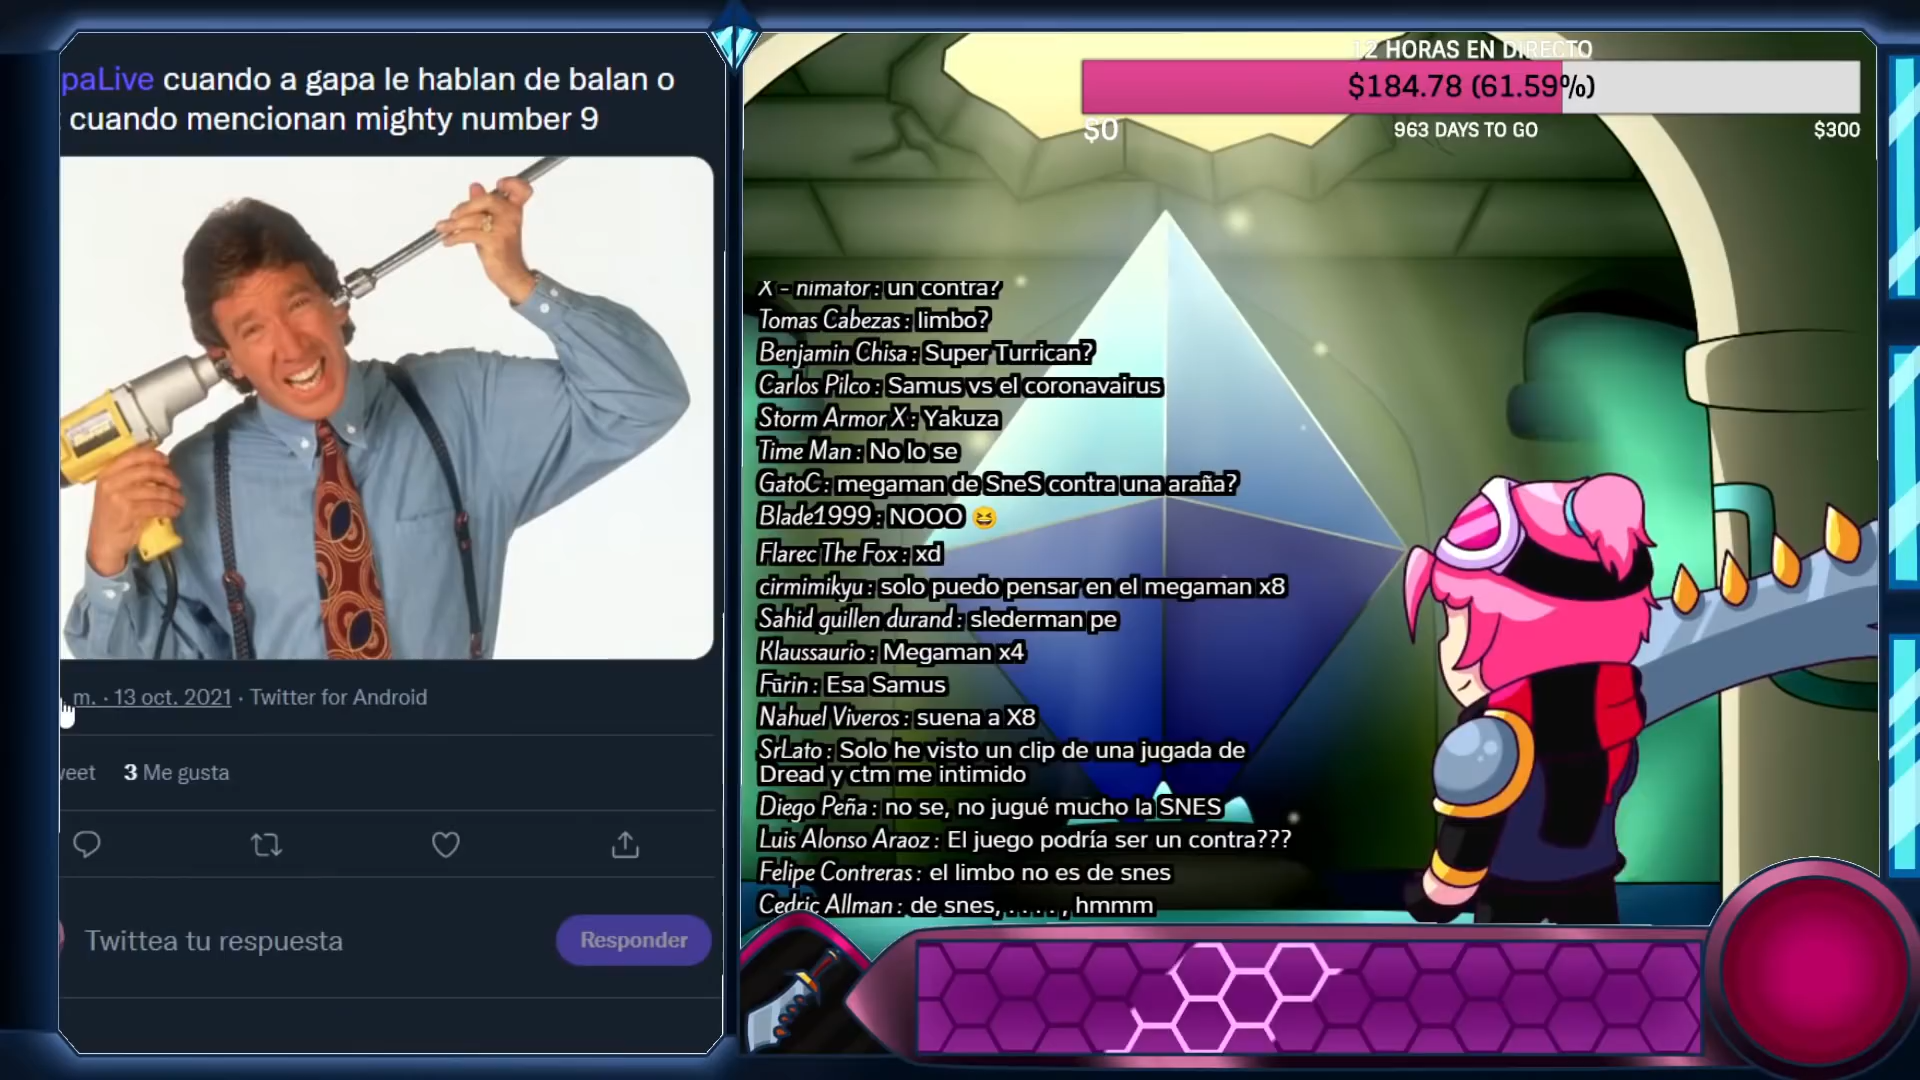 paLive cuando a gapa le hablan de balan o
cuando mencionan mighty number 9
m. · 13 oct. 2021 · Twitter for Android
weet 3 Me gusta
Twittea tu respuesta
Responder
12 HORAS EN DIRECTO
$184.78 (61.59%)
$0
963 DAYS TO GO
$300
X - nimator : un contra?
Tomas Cabezas : limbo?
Benjamin Chisa : Super Turrican?
Carlos Pilco : Samus vs el coronavairus
Storm Armor X : Yakuza
Time Man : No lo se
GatoC : megaman de SneS contra una araña?
Blade1999 : NOOO 😆
Flarec The Fox : xd
cirmimikyu : solo puedo pensar en el megaman x8
Sahid guillen durand : slederman pe
Klaussaurio : Megaman x4
Fūrin : Esa Samus
Nahuel Viveros : suena a X8
SrLato : Solo he visto un clip de una jugada de
Dread y ctm me intimido
Diego Peña : no se, no jugué mucho la SNES
Luis Alonso Araoz : El juego podría ser un contra???
Felipe Contreras : el limbo no es de snes
Cedric Allman : de snes, . . . . , hmmm